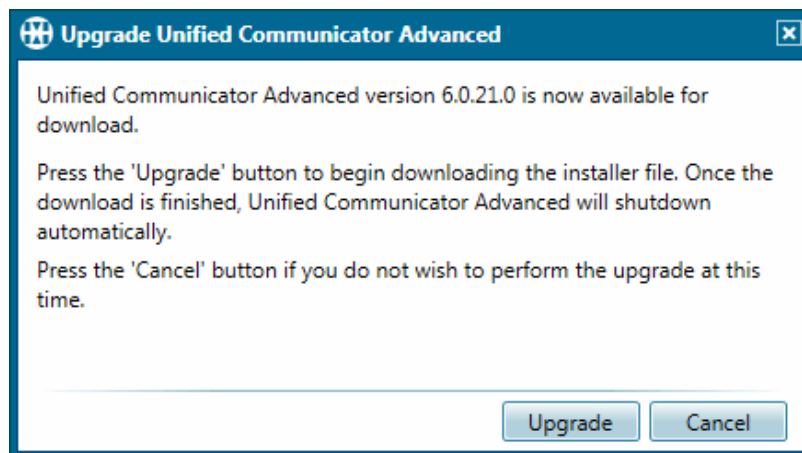 Upgrade Unified Communicator Advanced
Unified Communicator Advanced version 6.0.21.0 is now available for
download.
Press the 'Upgrade' button to begin downloading the installer file. Once the
download is finished, Unified Communicator Advanced will shutdown
automatically.
Press the 'Cancel' button if you do not wish to perform the upgrade at this
time.
Upgrade Cancel